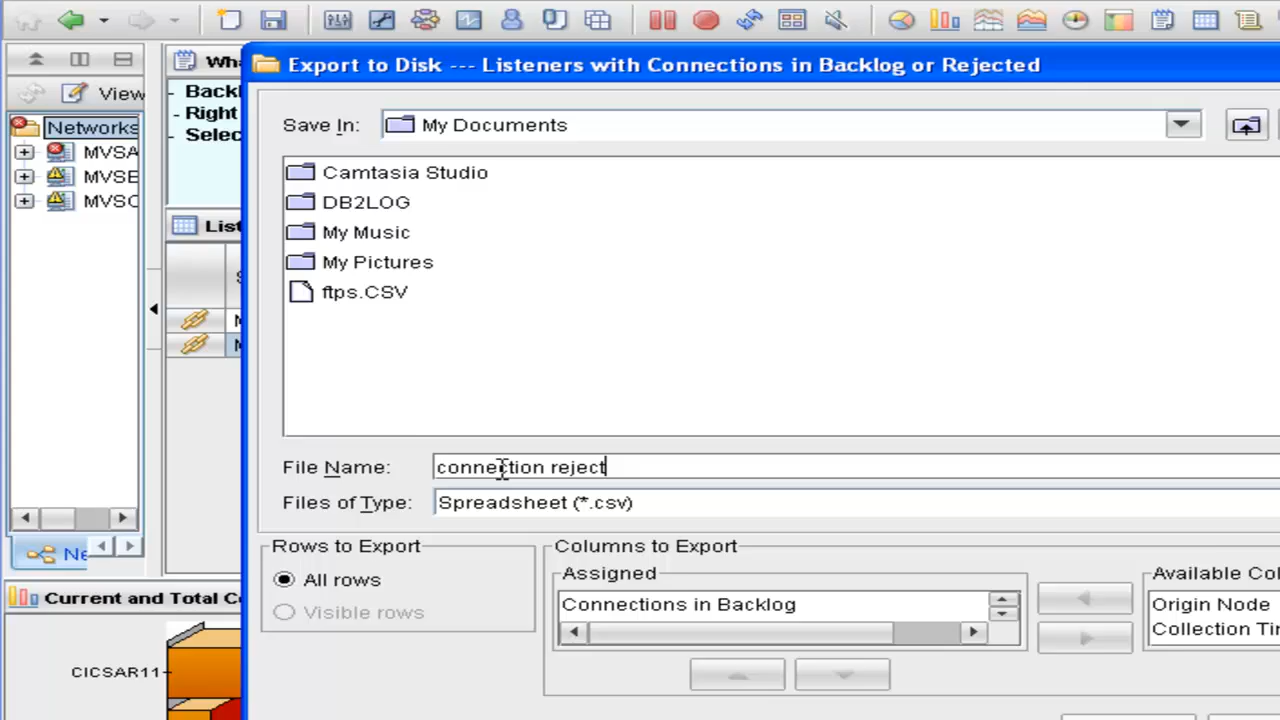 Export to Disk --- Listeners with Connections in Backlog or Rejected
View
Networks
MVSA
MVSE
MVSC
Wh
Backl
- Right
- Selec
List
Save In:
My Documents
Camtasia Studio
DB2LOG
My Music
My Pictures
ftps.CSV
File Name:
connection reject
Files of Type:
Spreadsheet (*.csv)
Rows to Export
All rows
Visible rows
Columns to Export
Assigned
Connections in Backlog
Available Col
Origin Node
Collection Ti
Ne
Current and Total C
CICSAR11